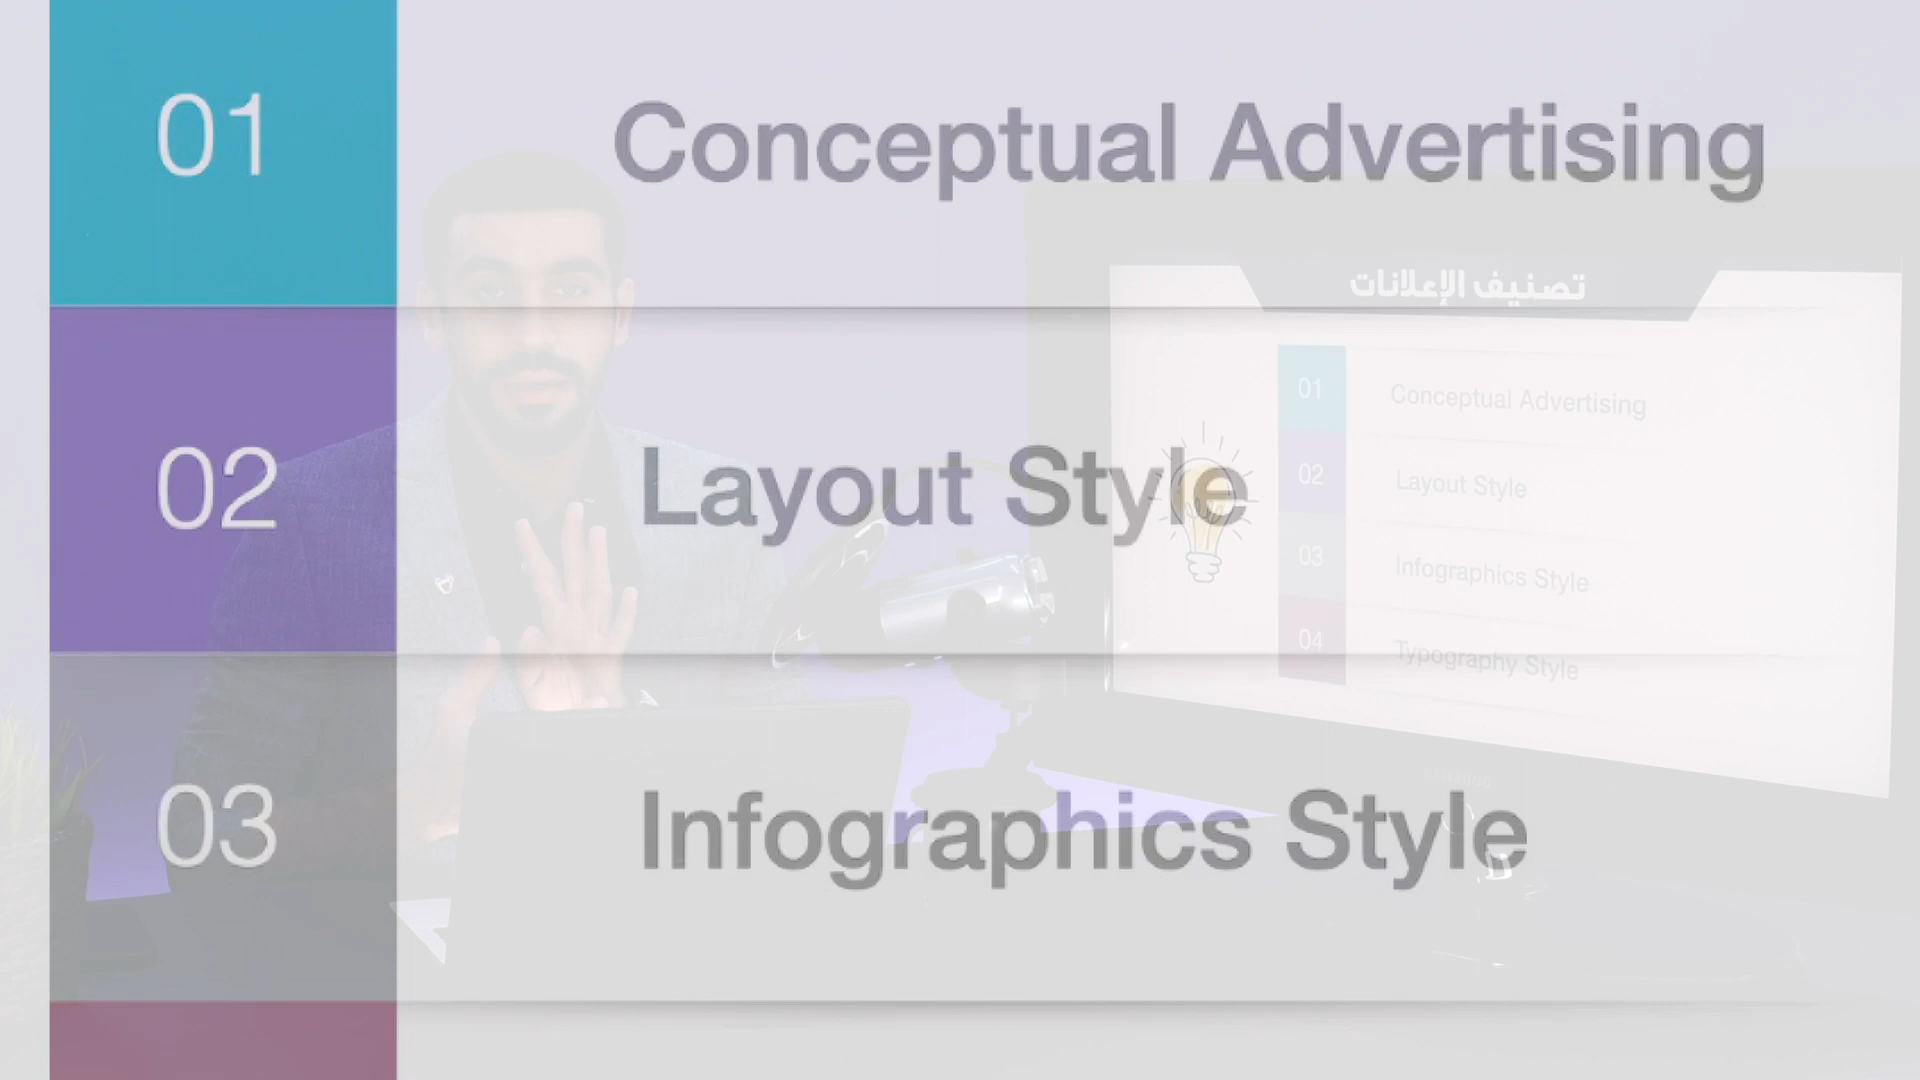 01
Conceptual Advertising
02
Layout Style
03
Infographics Style
تصنيف الإعلانات
01
Conceptual Advertising
02
Layout Style
03
Infographics Style
04
Typography Style